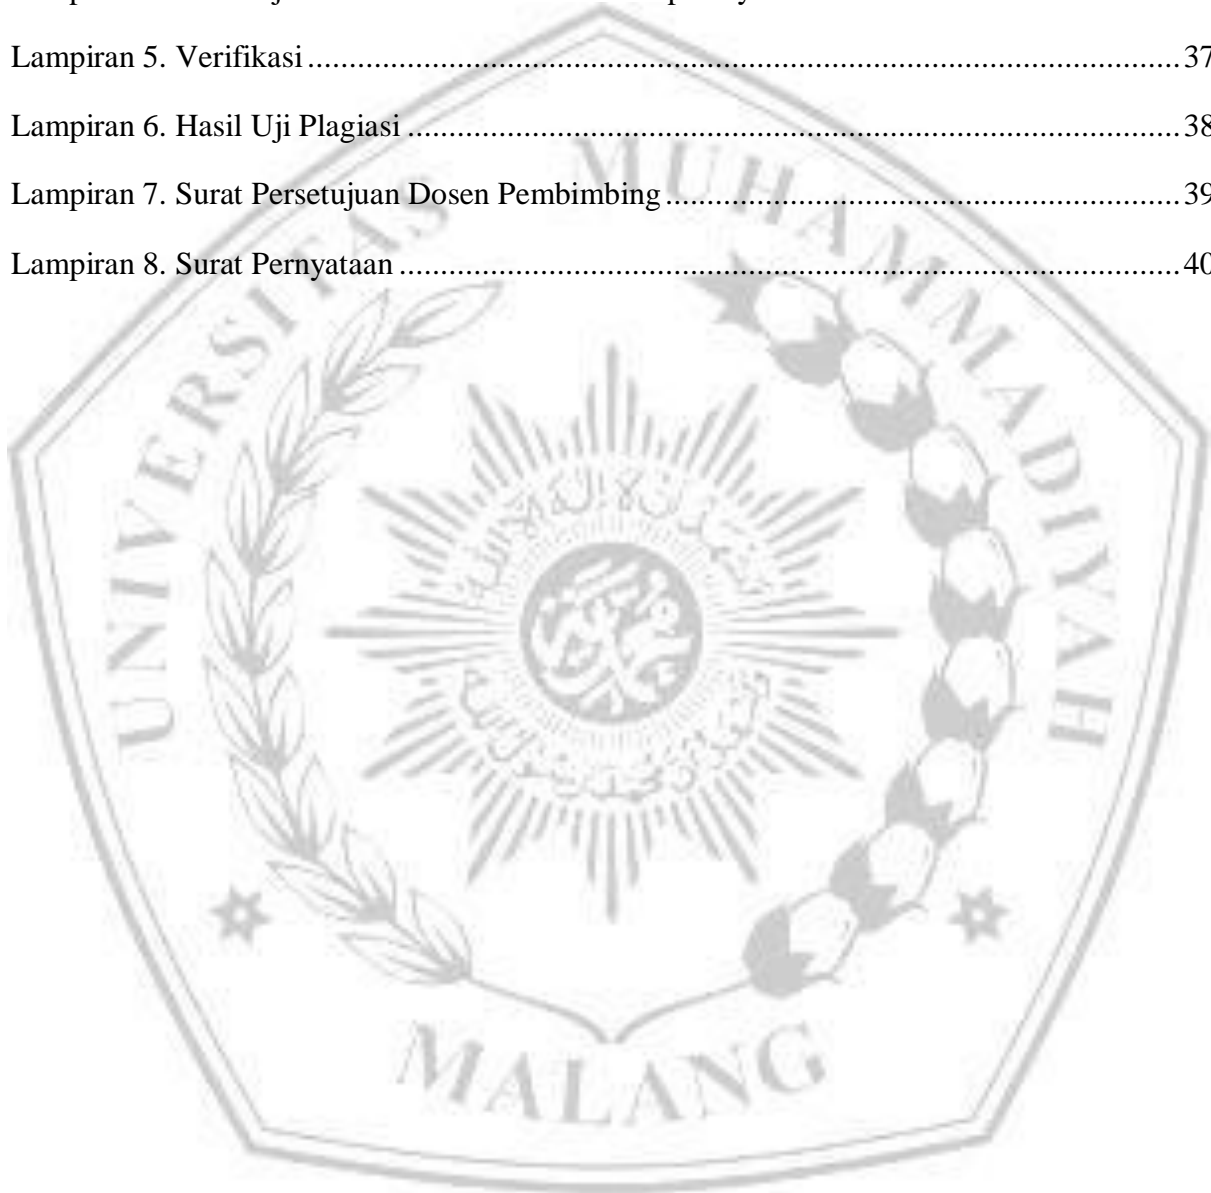 Lampiran 5. Verifikasi ........................................................................................................ 37
Lampiran 6. Hasil Uji Plagiasi ............................................................................................ 38
Lampiran 7. Surat Persetujuan Dosen Pembimbing ............................................................. 39
Lampiran 8. Surat Pernyataan ............................................................................................. 40
UNIVERSITAS MUHAMMADIYAH
MALANG